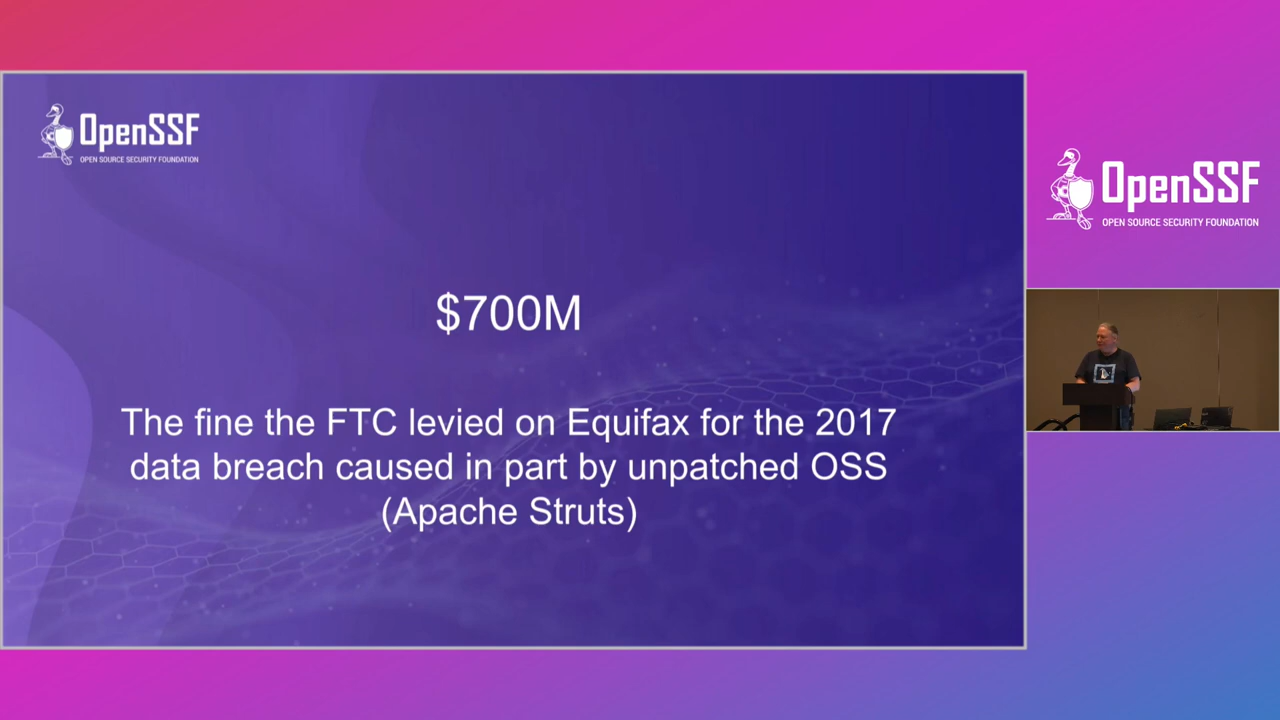 OpenSSF
OPEN SOURCE SECURITY FOUNDATION
$700M
The fine the FTC levied on Equifax for the 2017
data breach caused in part by unpatched OSS
(Apache Struts)
OpenSSF
OPEN SOURCE SECURITY FOUNDATION